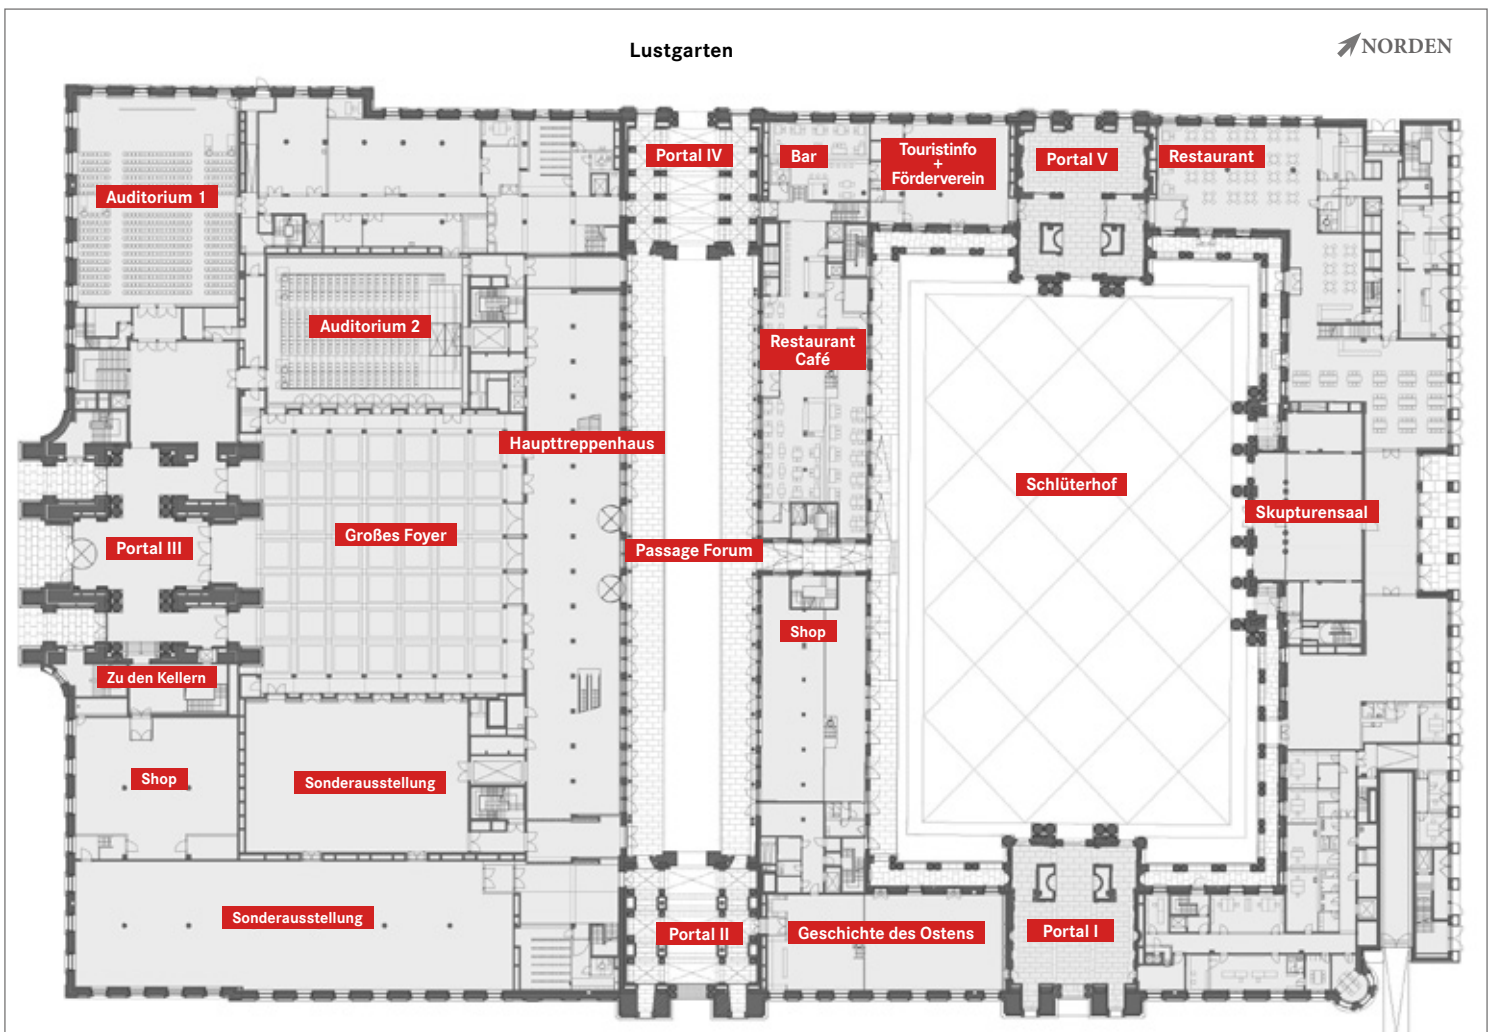 Lustgarten
NORDEN
Portal IV
Bar
Touristinfo
+
Förderverein
Portal V
Restaurant
Auditorium 1
Auditorium 2
Restaurant
Café
Haupttreppenhaus
Schlüterhof
Skupturensaal
Großes Foyer
Portal III
Passage Forum
Shop
Zu den Kellern
Shop
Sonderausstellung
Sonderausstellung
Portal II
Geschichte des Ostens
Portal I